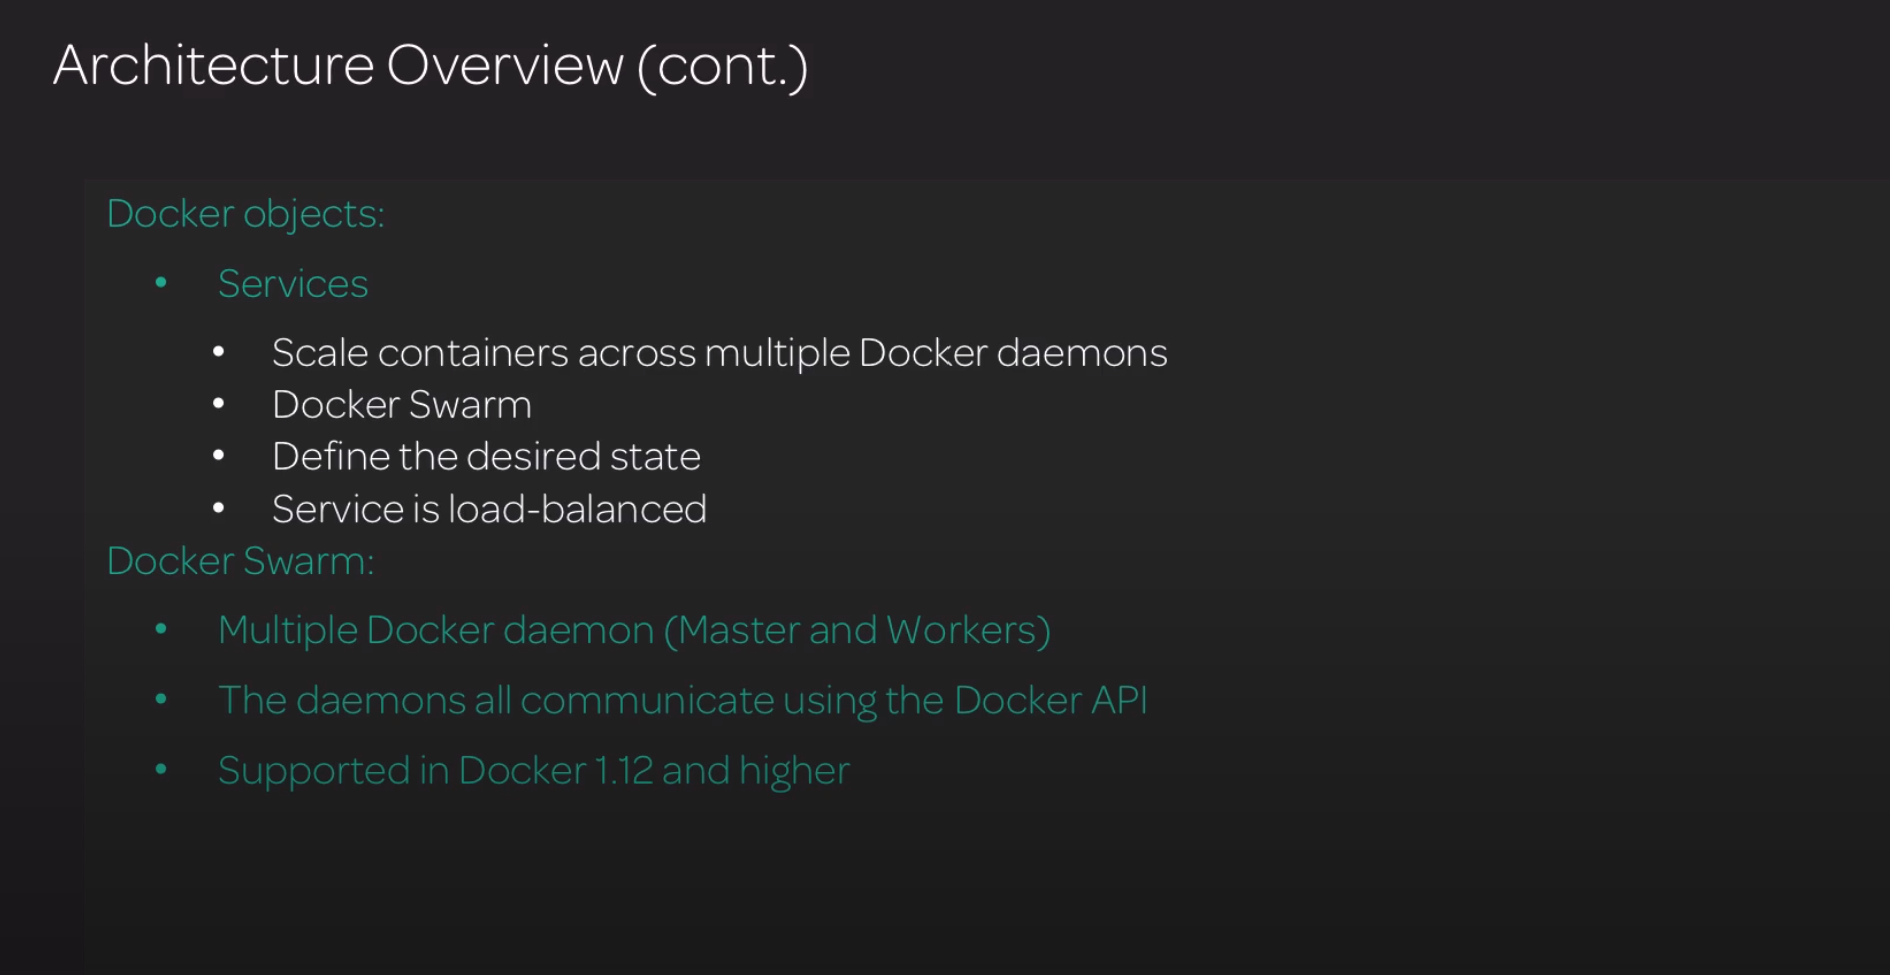 Architecture Overview (cont.)
Docker objects:
• Services
• Scale containers across multiple Docker daemons
• Docker Swarm
• Define the desired state
• Service is load-balanced
Docker Swarm:
• Multiple Docker daemon (Master and Workers)
• The daemons all communicate using the Docker API
• Supported in Docker 1.12 and higher